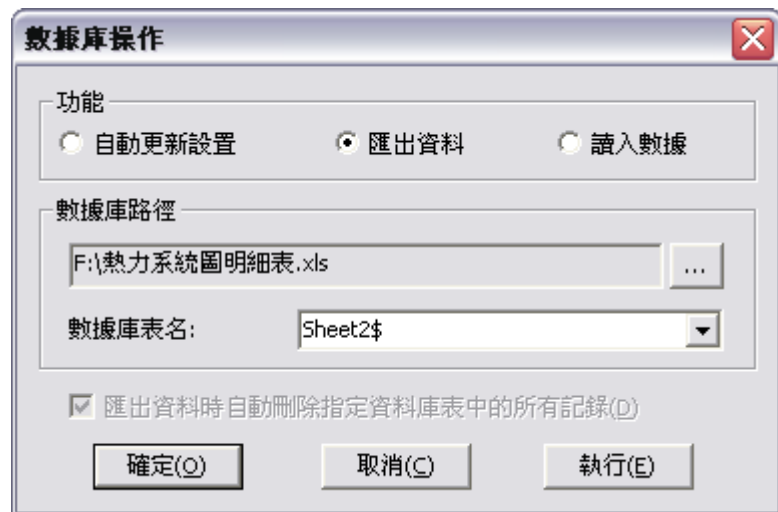 數據庫操作
功能
自動更新設置 匯出資料 讀入數據
數據庫路徑
F:\熱力系統圖明細表.xls ...
數據庫表名: Sheet2$
匯出資料時自動刪除指定資料庫表中的所有記錄(D)
確定(O) 取消(C) 執行(E)